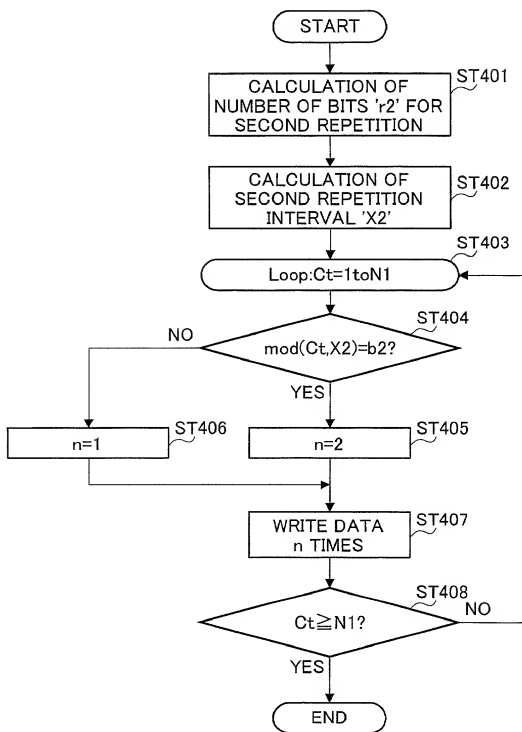 START
CALCULATION OF
NUMBER OF BITS 'r2' FOR
SECOND REPETITION
ST401
CALCULATION OF
SECOND REPETITION
INTERVAL 'X2'
ST402
Loop:Ct=1toN1
ST403
mod(Ct,X2)=b2?
ST404
NO
YES
n=1
ST406
n=2
ST405
WRITE DATA
n TIMES
ST407
Ct≧N1?
ST408
NO
YES
END